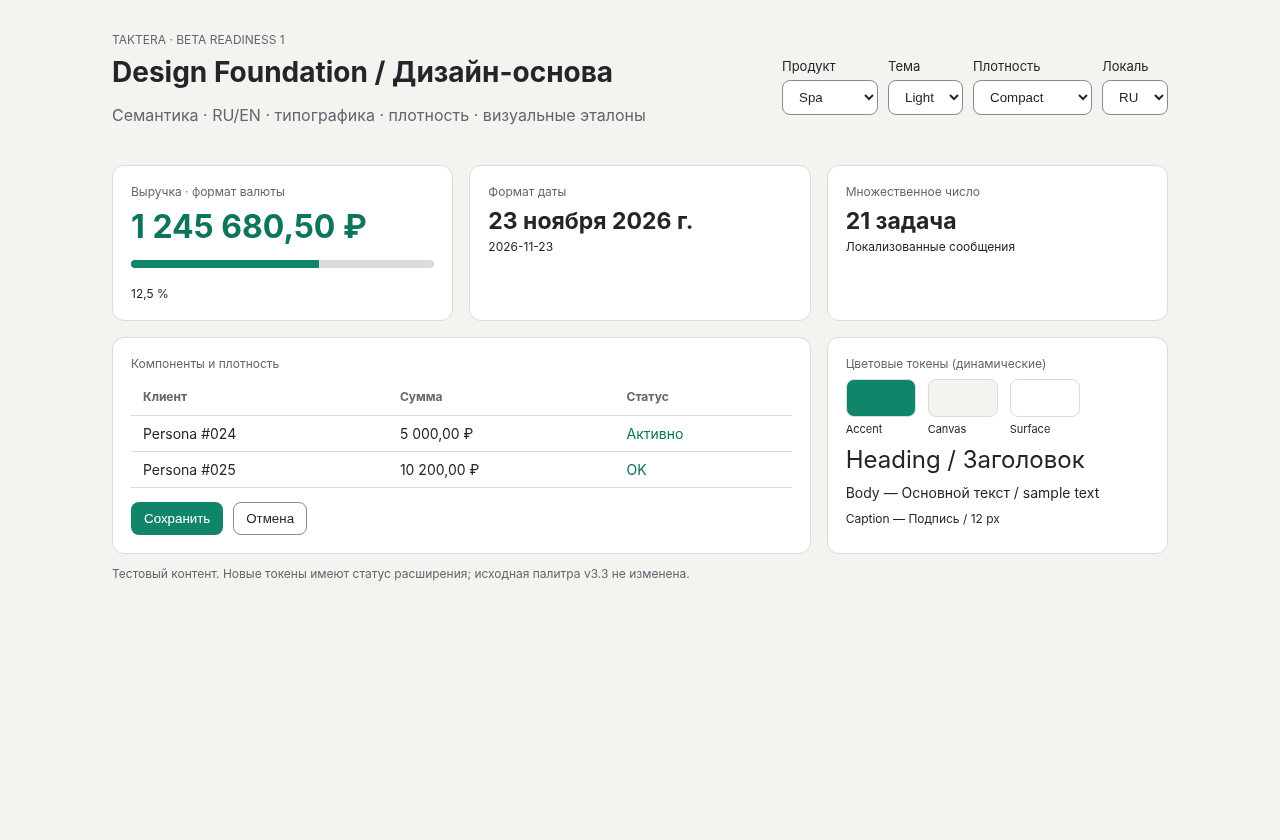 TAKTERA · BETA READINESS 1
Design Foundation / Дизайн-основа
Семантика · RU/EN · типографика · плотность · визуальные эталоны
Продукт Тема Плотность Локаль
Spa Light Compact RU
Выручка · формат валюты
1 245 680,50 ₽
12,5 %
Формат даты
23 ноября 2026 г.
2026-11-23
Множественное число
21 задача
Локализованные сообщения
Компоненты и плотность
Клиент Сумма Статус
Persona #024 5 000,00 ₽ Активно
Persona #025 10 200,00 ₽ OK
Сохранить Отмена
Цветовые токены (динамические)
Accent Canvas Surface
Heading / Заголовок
Body — Основной текст / sample text
Caption — Подпись / 12 px
Тестовый контент. Новые токены имеют статус расширения; исходная палитра v3.3 не изменена.